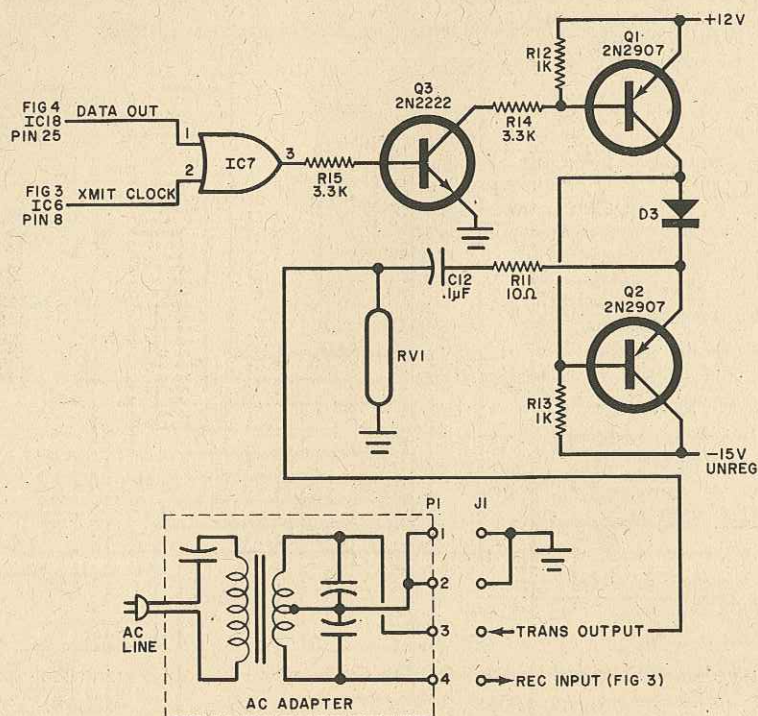 +12V
Q1
2N2907
R12
1K
Q3
2N2222
R14
3.3K
FIG 4
IC18
PIN 25
DATA OUT
1
IC7
3
R15
3.3K
2
FIG 3
IC6
PIN 8
XMIT CLOCK
D3
C12
.1µF
R11
10Ω
Q2
2N2907
RV1
R13
1K
-15V
UNREG
P1
J1
1
2
3
TRANS OUTPUT
4
REC INPUT (FIG 3)
AC
LINE
AC ADAPTER